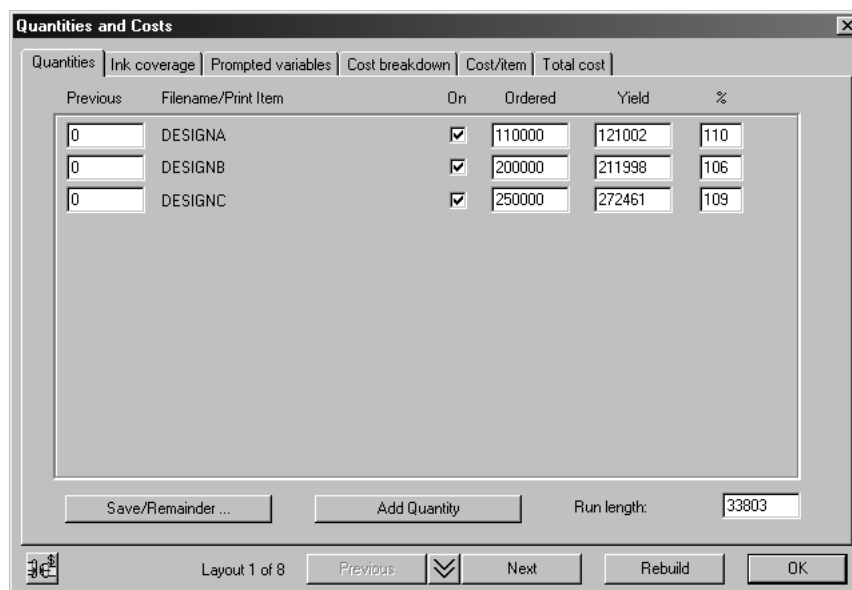 Quantities and Costs
Quantities Ink coverage Prompted variables Cost breakdown Cost/item Total cost
Previous Filename/Print Item On Ordered Yield %
0 DESIGNA 110000 121002 110
0 DESIGNB 200000 211998 106
0 DESIGNC 250000 272461 109
Save/Remainder ... Add Quantity Run length: 33803
Layout 1 of 8 Previous Next Rebuild OK